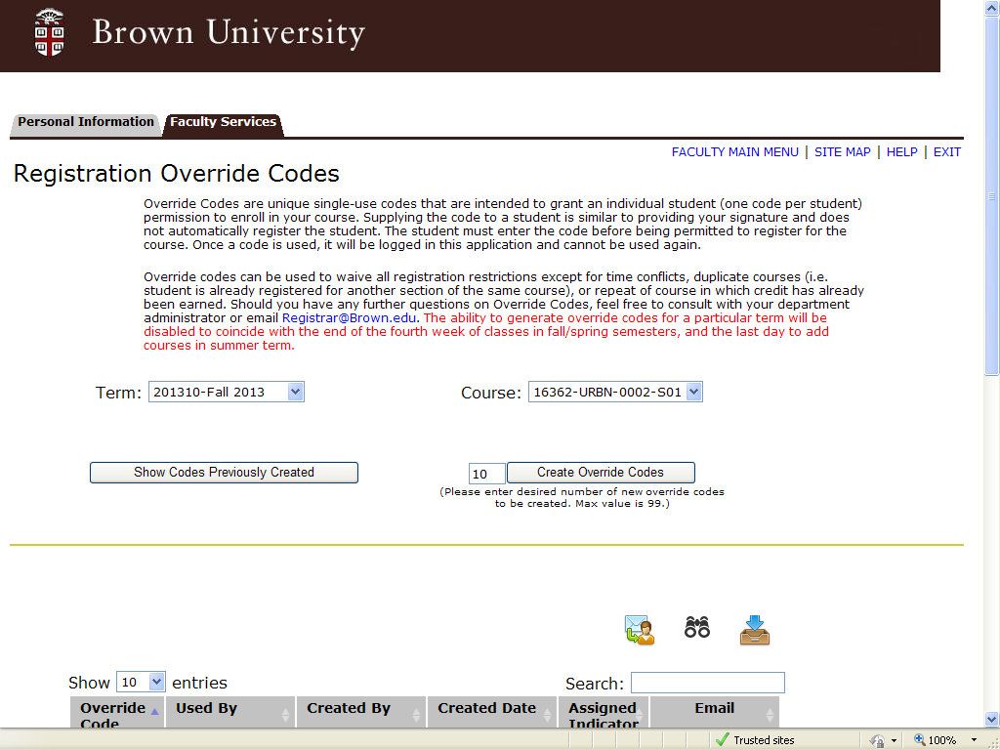 Brown University
Personal Information
Faculty Services
FACULTY MAIN MENU | SITE MAP | HELP | EXIT
Registration Override Codes
Override Codes are unique single-use codes that are intended to grant an individual student (one code per student)
permission to enroll in your course. Supplying the code to a student is similar to providing your signature and does
not automatically register the student. The student must enter the code before being permitted to register for the
course. Once a code is used, it will be logged in this application and cannot be used again.
Override codes can be used to waive all registration restrictions except for time conflicts, duplicate courses (i.e.
student is already registered for another section of the same course), or repeat of course in which credit has already
been earned. Should you have any further questions on Override Codes, feel free to consult with your department
administrator or email Registrar@Brown.edu. The ability to generate override codes for a particular term will be
disabled to coincide with the end of the fourth week of classes in fall/spring semesters, and the last day to add
courses in summer term.
Term: 201310-Fall 2013
Course: 16362-URBN-0002-S01
Show Codes Previously Created
10 Create Override Codes
(Please enter desired number of new override codes
to be created. Max value is 99.)
Show 10 entries
Search:
Override Code
Used By
Created By
Created Date
Assigned Indicator
Email
Trusted sites
100%